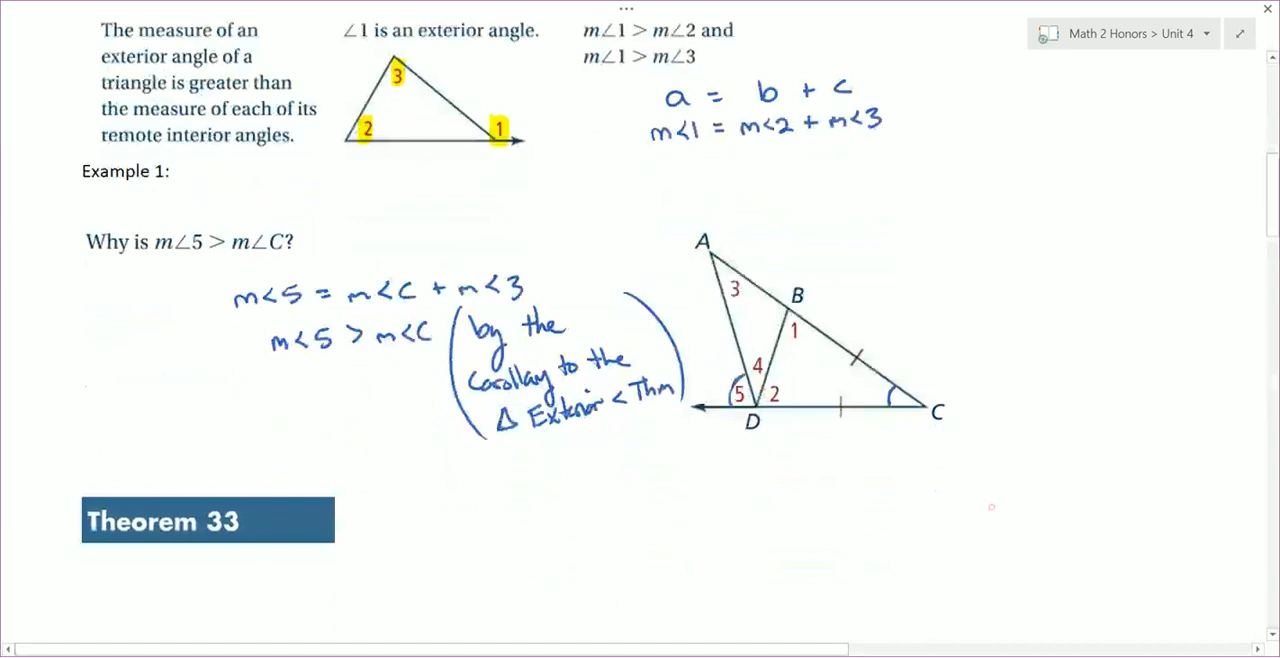 Math 2 Honors > Unit 4
The measure of an
exterior angle of a
triangle is greater than
the measure of each of its
remote interior angles.
∠1 is an exterior angle.
3
2
1
m∠1 > m∠2 and
m∠1 > m∠3
a = b + c
m<1 = m<2 + m<3
Example 1:
Why is m∠5 > m∠C?
m<5 = m<C + m<3
m<5 > m<C (by the
corollay to the
Δ Exterior < Thm)
A
3
B
1
4
5
2
D
C
Theorem 33